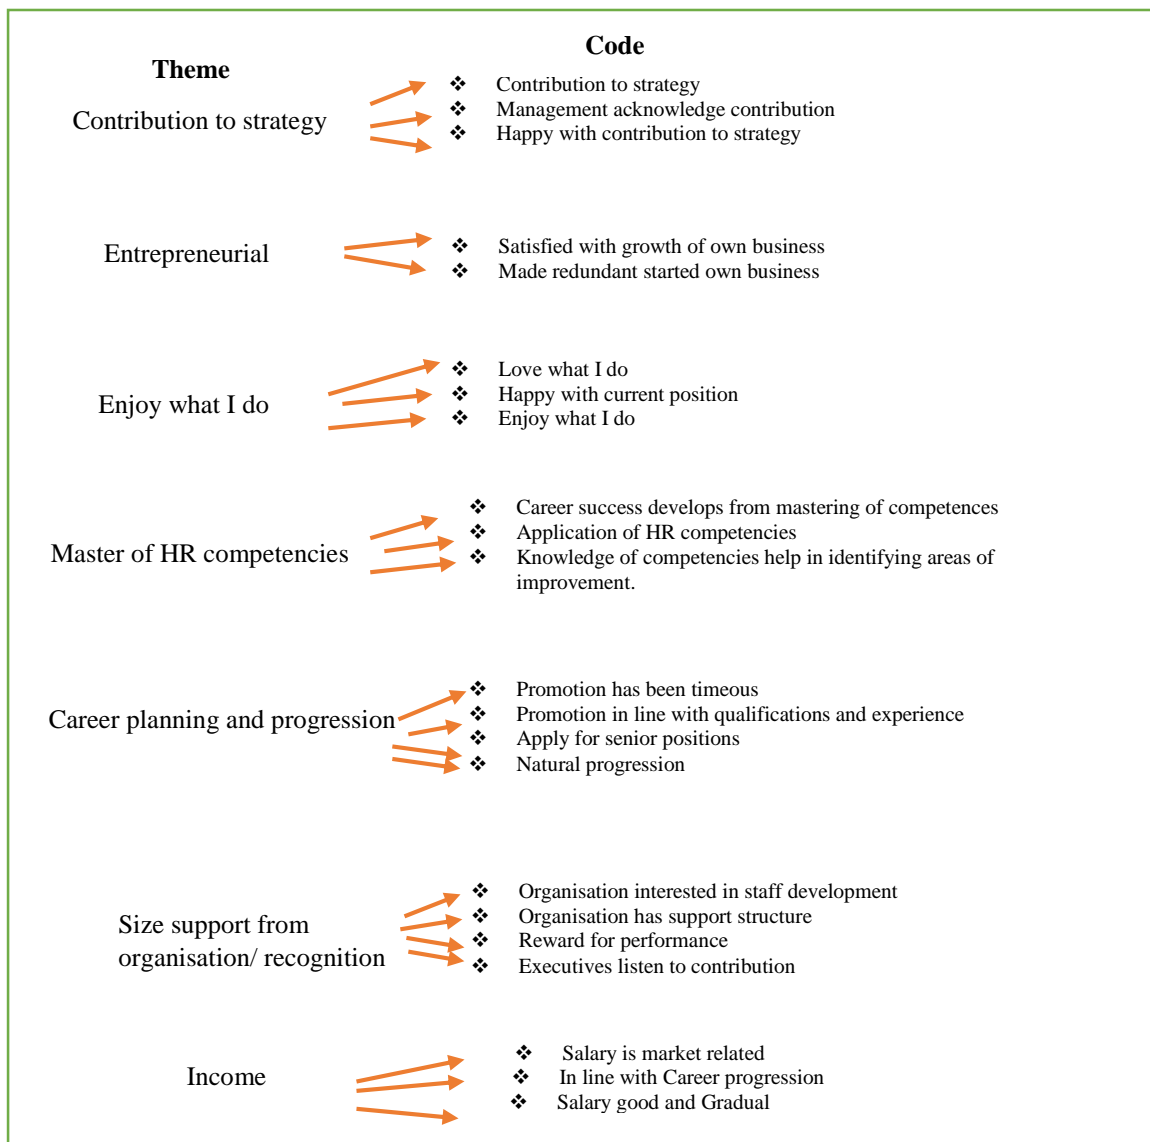 Code
Theme
Contribution to strategy
❖ Contribution to strategy
❖ Management acknowledge contribution
❖ Happy with contribution to strategy
Entrepreneurial
❖ Satisfied with growth of own business
❖ Made redundant started own business
Enjoy what I do
❖ Love what I do
❖ Happy with current position
❖ Enjoy what I do
Master of HR competencies
❖ Career success develops from mastering of competences
❖ Application of HR competencies
❖ Knowledge of competencies help in identifying areas of
improvement.
Career planning and progression
❖ Promotion has been timeous
❖ Promotion in line with qualifications and experience
❖ Apply for senior positions
❖ Natural progression
Size support from
organisation/ recognition
❖ Organisation interested in staff development
❖ Organisation has support structure
❖ Reward for performance
❖ Executives listen to contribution
Income
❖ Salary is market related
❖ In line with Career progression
❖ Salary good and Gradual